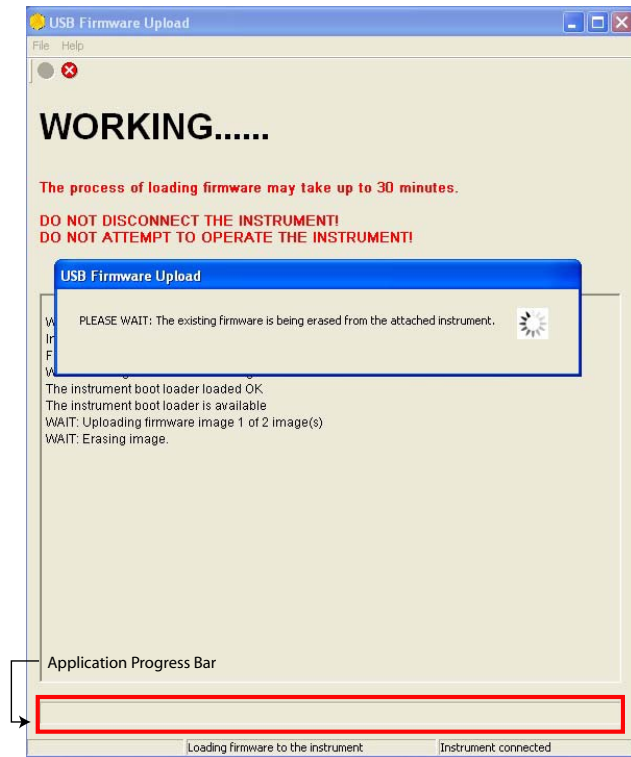 USB Firmware Upload
File Help
WORKING......
The process of loading firmware may take up to 30 minutes.
DO NOT DISCONNECT THE INSTRUMENT!
DO NOT ATTEMPT TO OPERATE THE INSTRUMENT!
USB Firmware Upload
PLEASE WAIT: The existing firmware is being erased from the attached instrument.
The instrument boot loader loaded OK
The instrument boot loader is available
WAIT: Uploading firmware image 1 of 2 image(s)
WAIT: Erasing image.
Application Progress Bar
Loading firmware to the instrument
Instrument connected